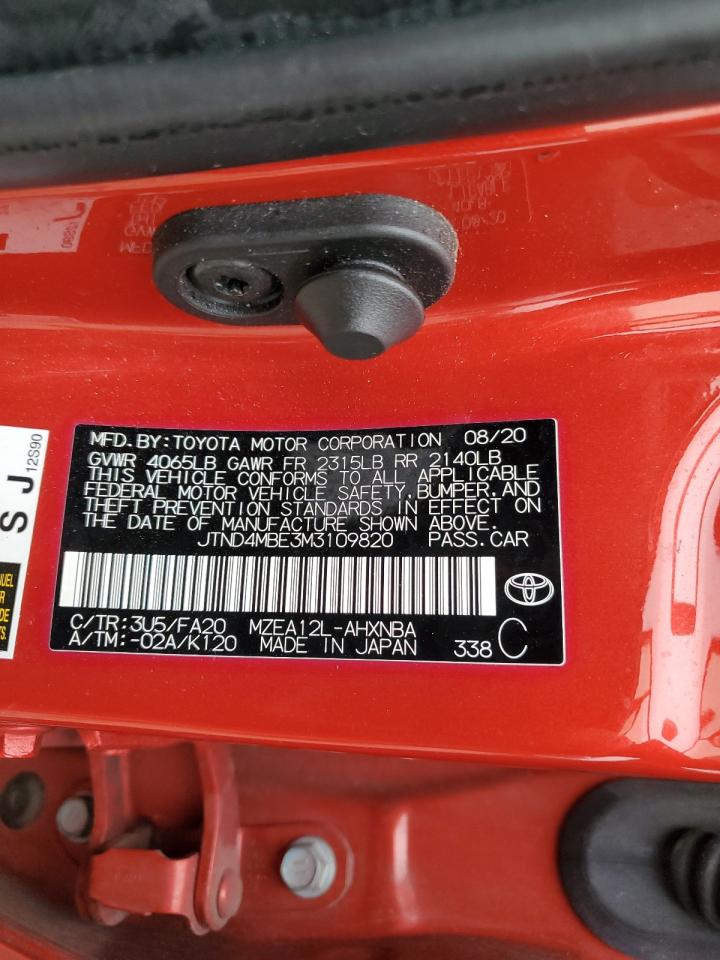 MFD.BY:TOYOTA MOTOR CORPORATION 08/20
GVWR 4065LB GAWR FR 2315LB RR 2140LB
THIS VEHICLE CONFORMS TO ALL APPLICABLE
FEDERAL MOTOR VEHICLE SAFETY,BUMPER,AND
THEFT PREVENTION STANDARDS IN EFFECT ON
THE DATE OF MANUFACTURE SHOWN ABOVE.
JTND4MBE3M3109820 PASS.CAR
C/TR:3U5/FA20 MZEA12L-AHXNBA
A/TM:-02A/K120 MADE IN JAPAN 338 C
S J
12S90